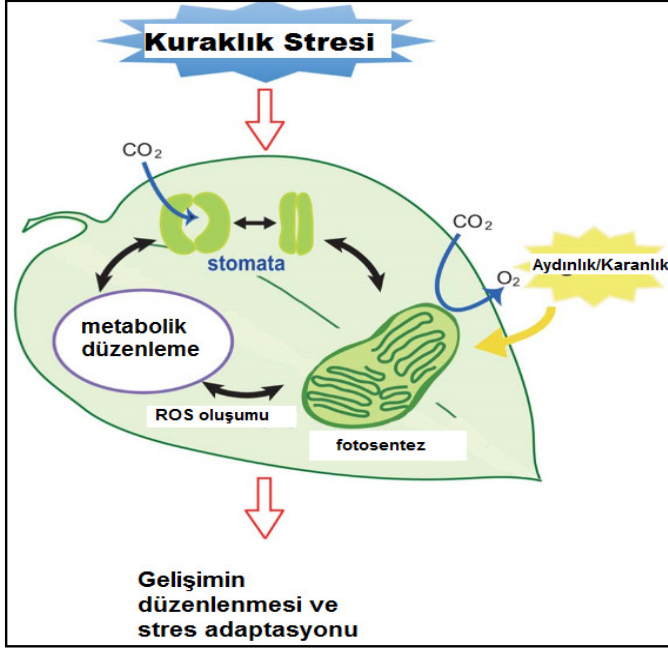 Kuraklık Stresi
CO₂
CO₂
stomata
O₂
Aydınlık/Karanlık
metabolik
düzenleme
ROS oluşumu
fotosentez
Gelişimin
düzenlenmesi ve
stres adaptasyonu